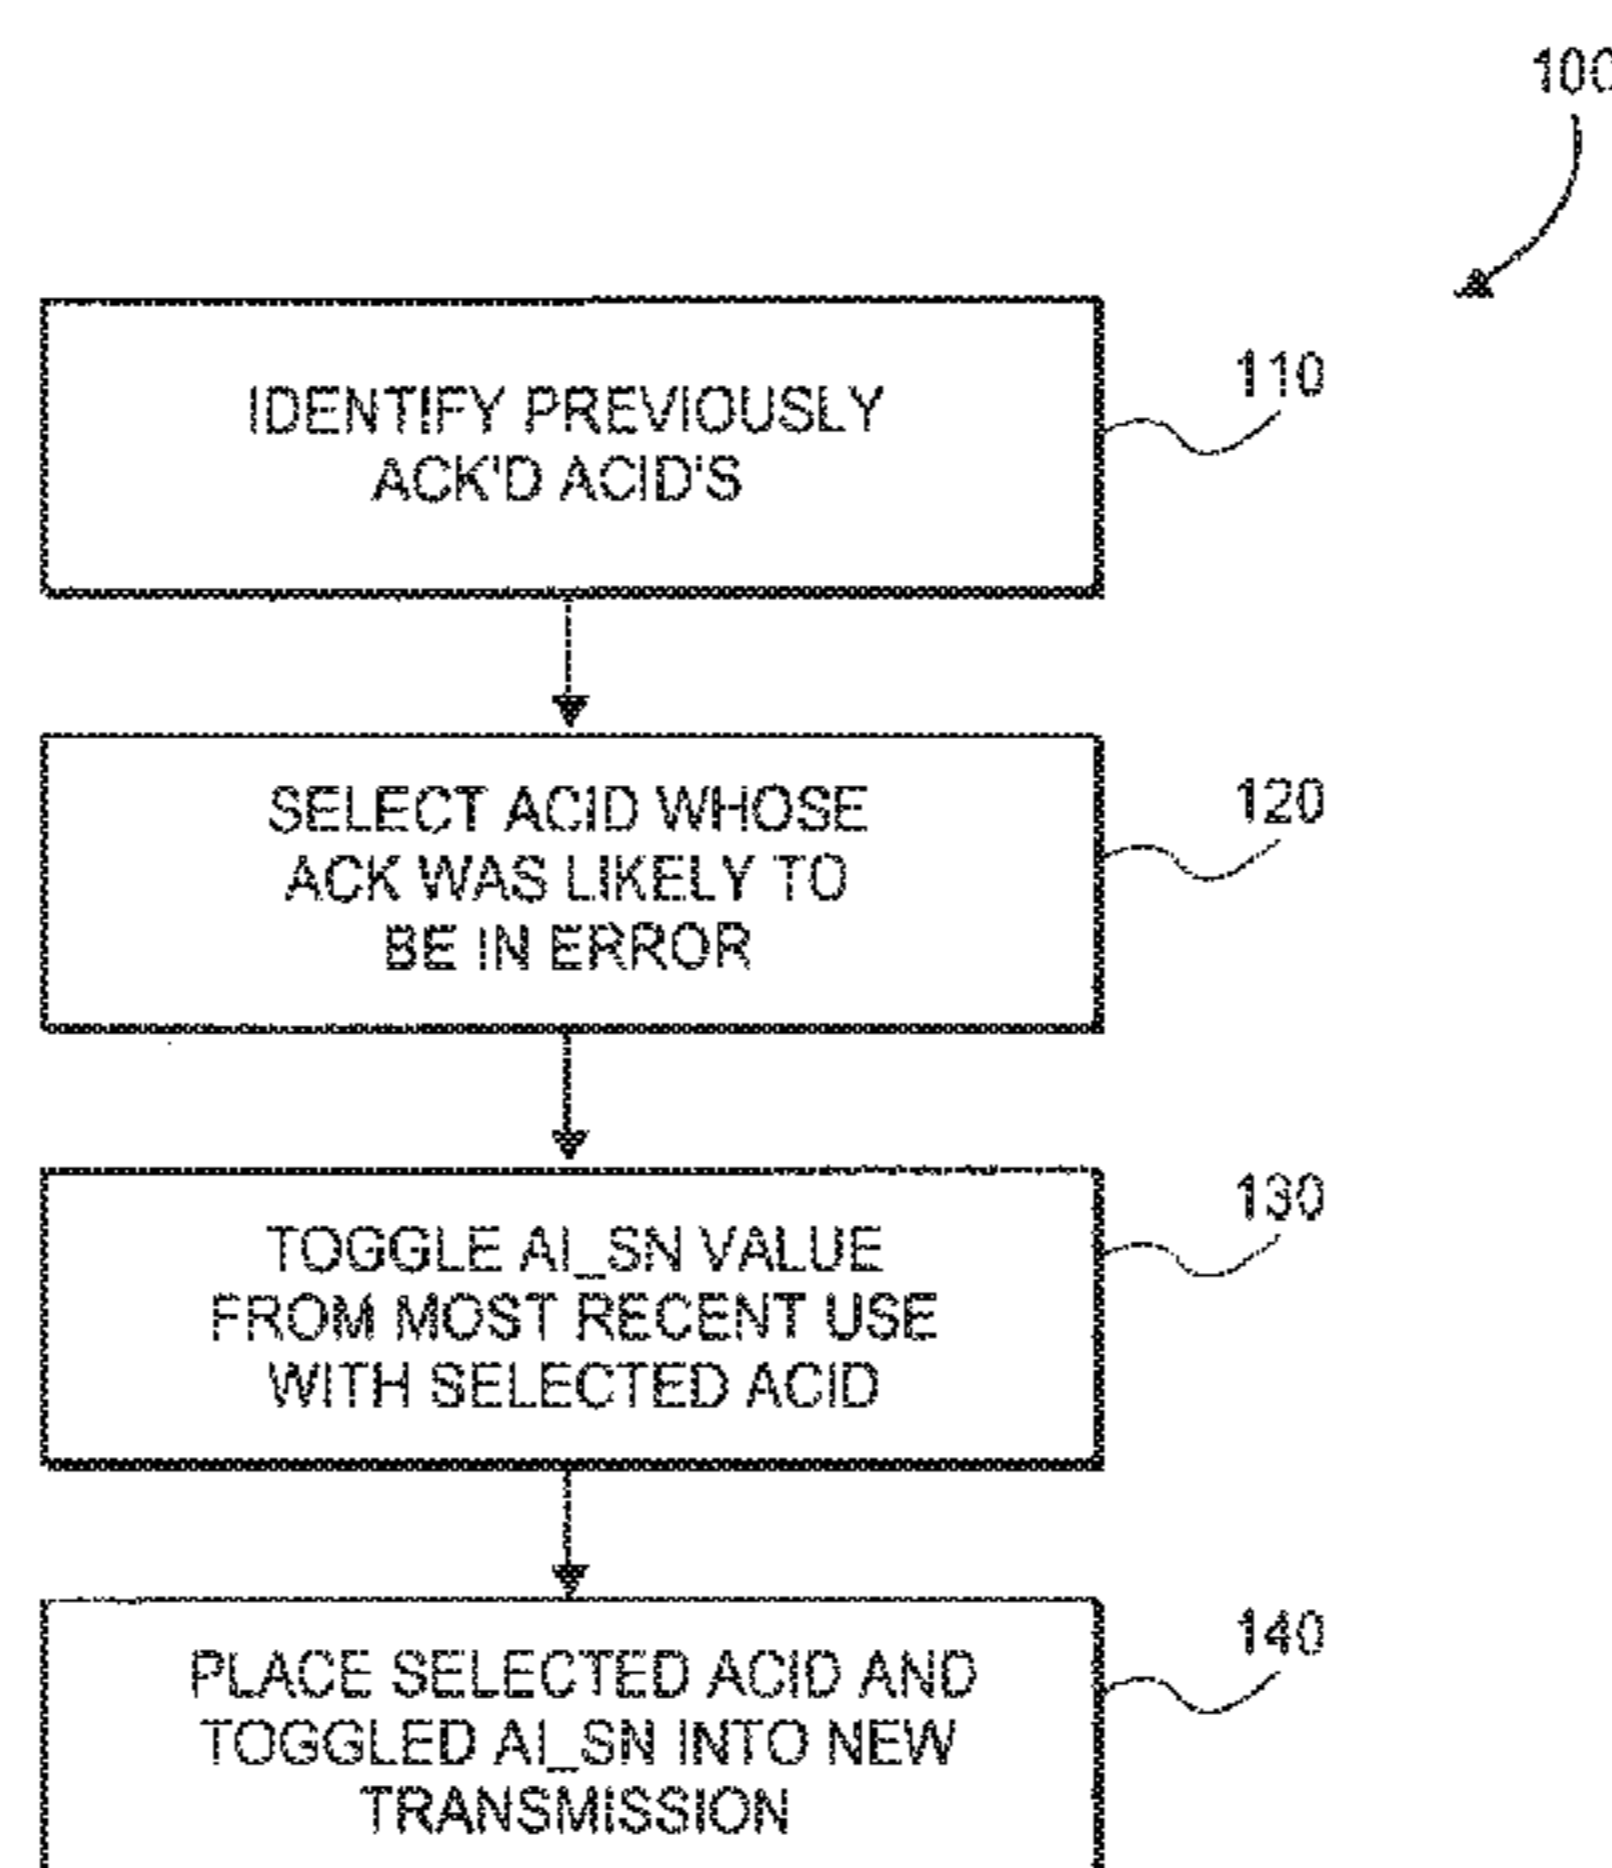 100
IDENTIFY PREVIOUSLY
ACK'D ACID'S
110
SELECT ACID WHOSE
ACK WAS LIKELY TO
BE IN ERROR
120
TOGGLE AI_SN VALUE
FROM MOST RECENT USE
WITH SELECTED ACID
130
PLACE SELECTED ACID AND
TOGGLED AI_SN INTO NEW
TRANSMISSION
140